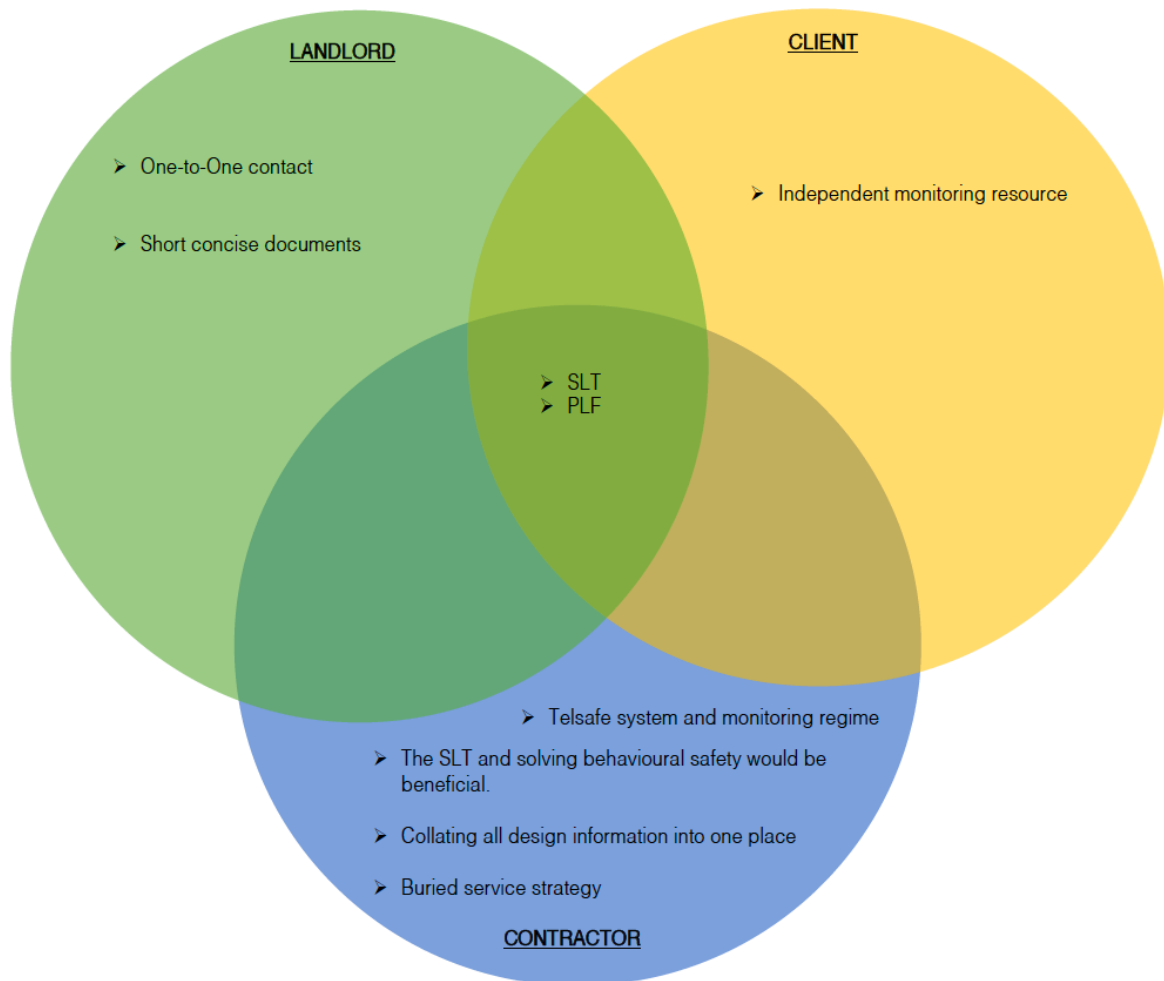 LANDLORD
CLIENT
➢ One-to-One contact
➢ Independent monitoring resource
➢ Short concise documents
➢ SLT
➢ PLF
➢ Telsafe system and monitoring regime
➢ The SLT and solving behavioural safety would be
beneficial.
➢ Collating all design information into one place
➢ Buried service strategy
CONTRACTOR